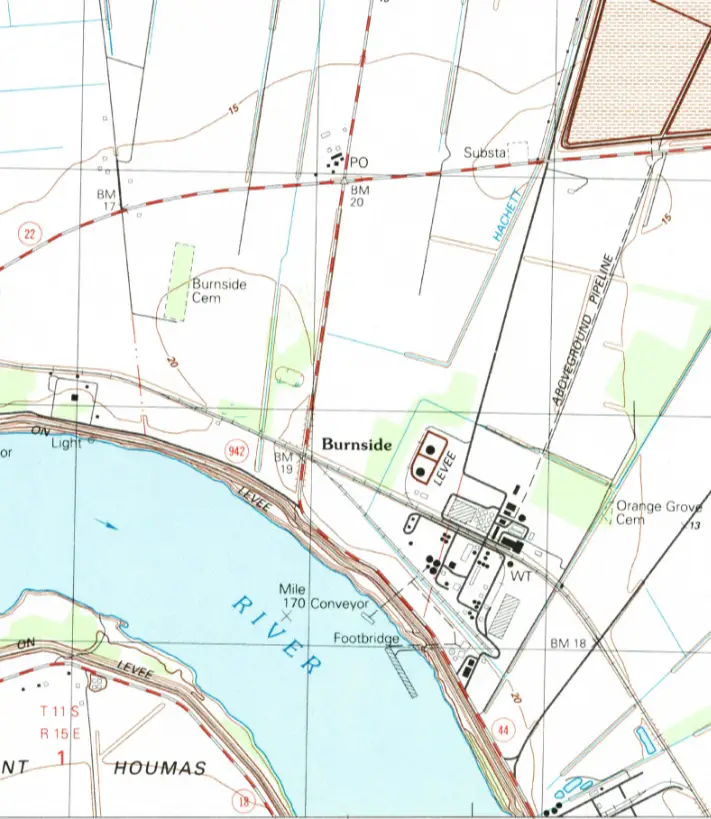 15
PO
Substa
BM
17
BM
20
HACHETT
15
22
Burnside
Cem
ABOVEGROUND PIPELINE
20
ON
Light
or
942
Burnside
BM
19
LEVEE
LEVEE
Orange Grove
Cem
13
WT
Mile
170
Conveyor
RIVER
Footbridge
BM 18
ON
LEVEE
T 11 S
R 15 E
1
20
44
NT
HOUMAS
18